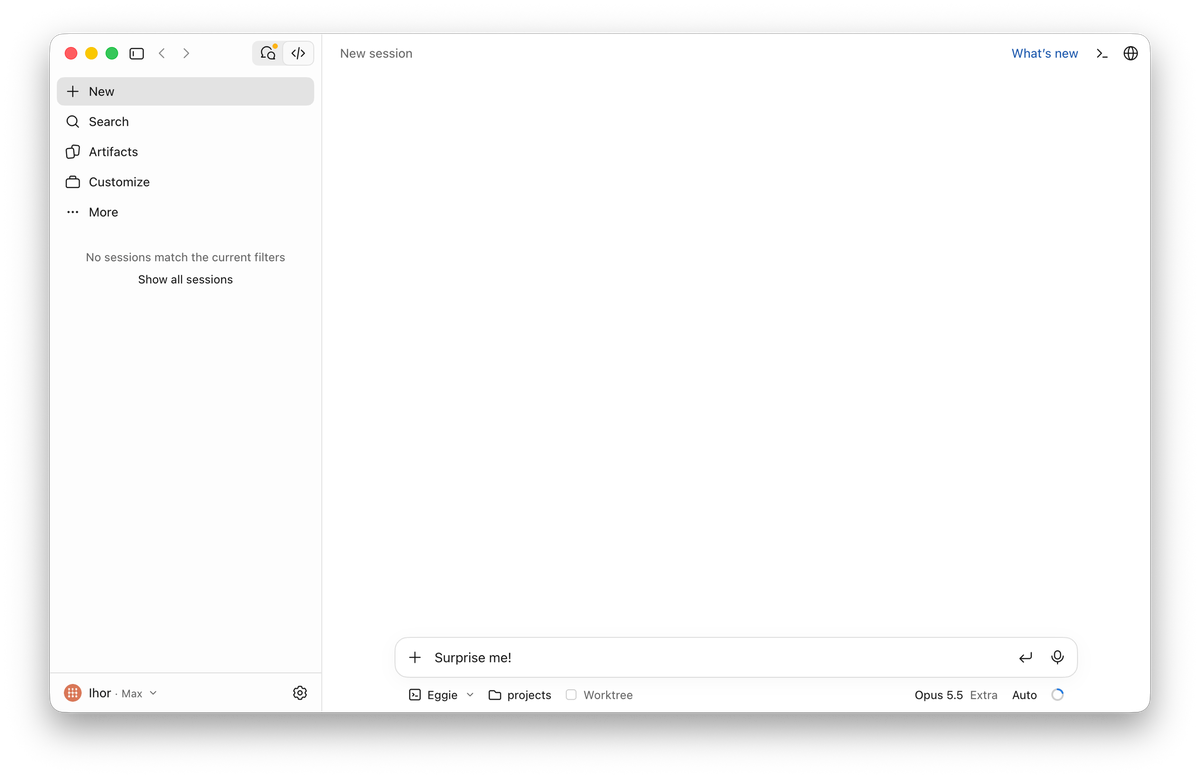 New session
What's new
New
Search
Artifacts
Customize
More
No sessions match the current filters
Show all sessions
Surprise me!
Eggie
projects
Worktree
Opus 5.5 Extra
Auto
Ihor · Max